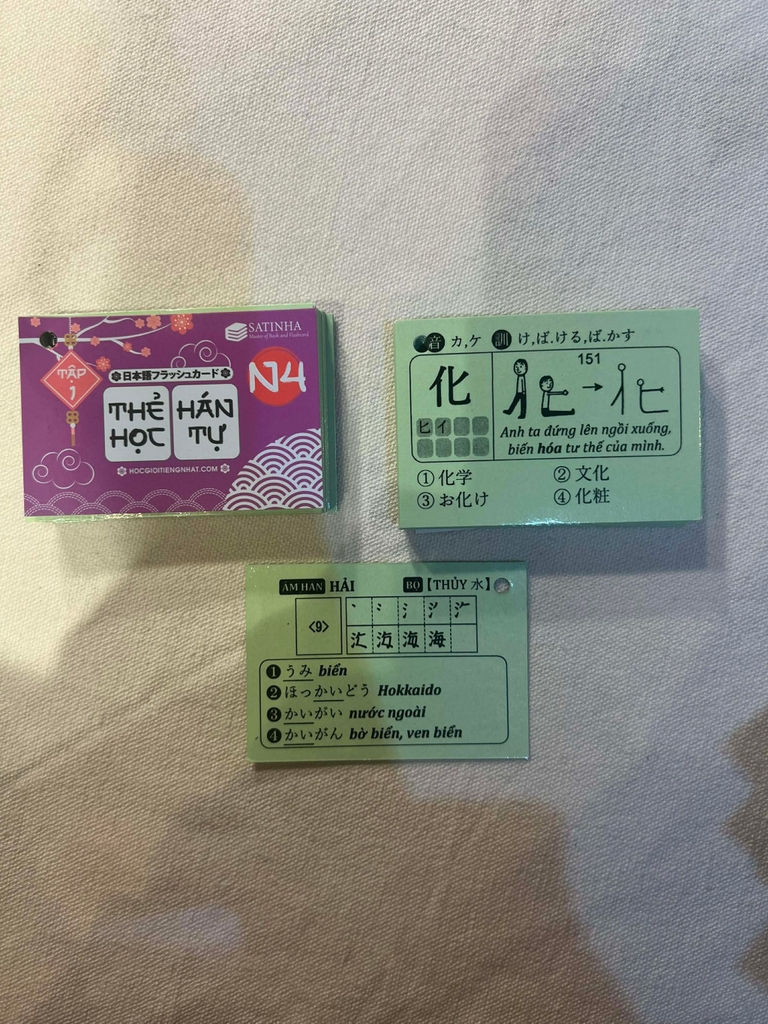 SATINHA
Master of Book and Flashcard
TẬP
1
N4
日本語フラッシュカード
THẺ HÁN
HỌC TỰ
HOCGIOITIENGNHAT.COM
音 カ,ケ 訓 け,ば.ける,ば.かす
151
化
ヒ イ
Anh ta đứng lên ngồi xuống,
biến hóa tư thế của mình.
① 化学 ② 文化
③ お化け ④ 化粧
ÂM HÁN HẢI BỘ【THỦY 水】
<9>
海
❶ うみ biển
❷ ほっかいどう Hokkaido
❸ かいがい nước ngoài
❹ かいがん bờ biển, ven biển